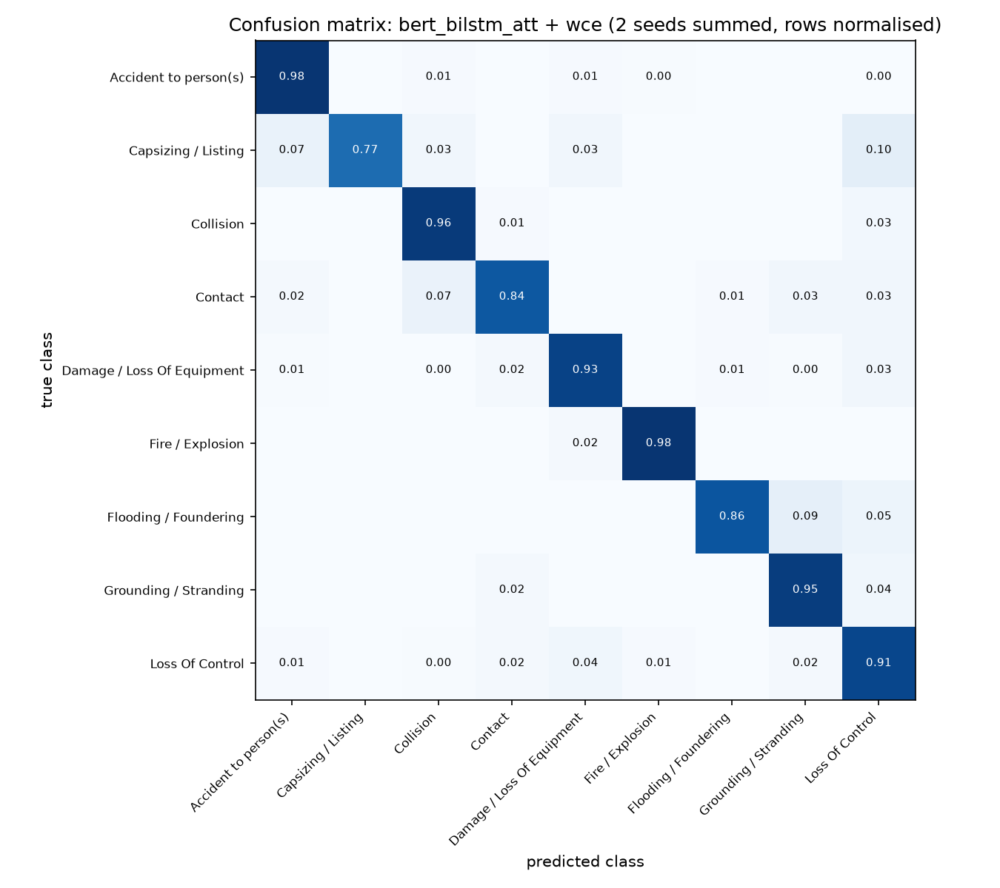 Confusion matrix: bert_bilstm_att + wce (2 seeds summed, rows normalised)
true class
Accident to person(s) 0.98 0.01 0.01 0.00 0.00
Capsizing / Listing 0.07 0.77 0.03 0.03 0.10
Collision 0.96 0.01 0.03
Contact 0.02 0.07 0.84 0.01 0.03 0.03
Damage / Loss Of Equipment 0.01 0.00 0.02 0.93 0.01 0.00 0.03
Fire / Explosion 0.02 0.98
Flooding / Foundering 0.86 0.09 0.05
Grounding / Stranding 0.02 0.95 0.04
Loss Of Control 0.01 0.00 0.02 0.04 0.01 0.02 0.91
Accident to person(s)
Capsizing / Listing
Collision
Contact
Damage / Loss Of Equipment
Fire / Explosion
Flooding / Foundering
Grounding / Stranding
Loss Of Control
predicted class